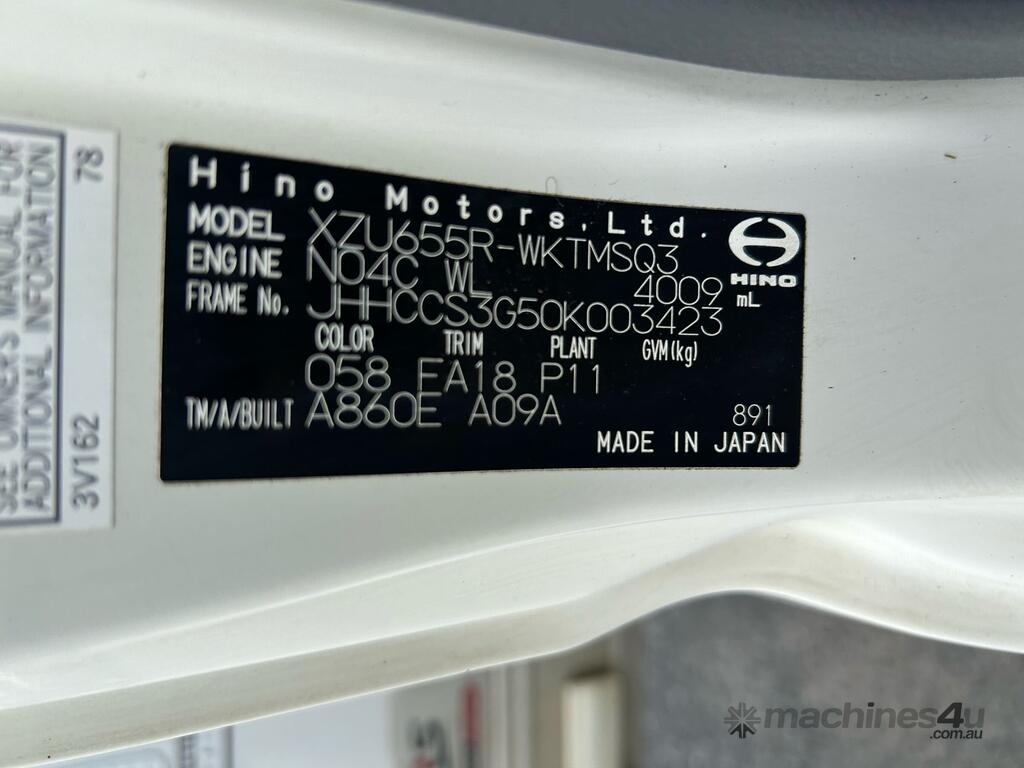 Hino Motors, Ltd.
MODEL XZU655R-WKTMSQ3
ENGINE N04C WL 4009 mL
HINO
FRAME No. JHHCCS3G50K003423
COLOR TRIM PLANT GVM(kg)
058 EA18 P11
TM/A/BUILT A860E A09A 891
MADE IN JAPAN
SEE OWNER'S MANUAL FOR
ADDITIONAL INFORMATION
3V162 78
machines4u
.com.au